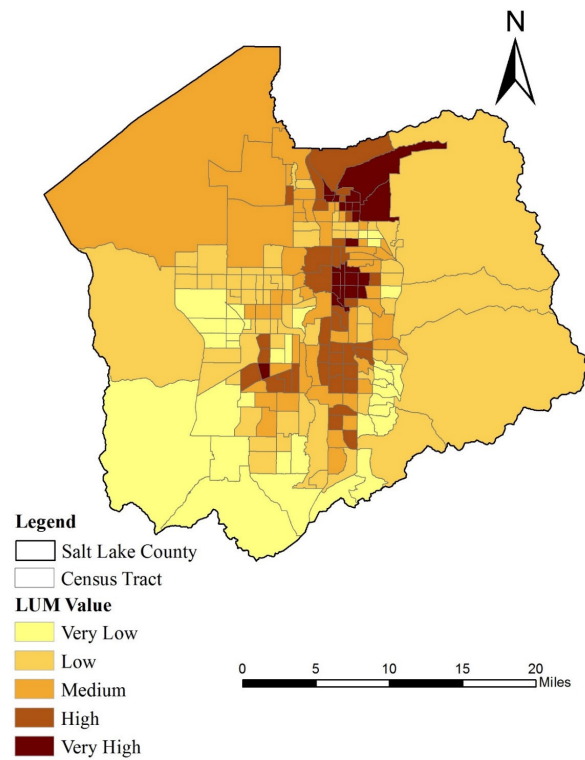 N
Legend
Salt Lake County
Census Tract
LUM Value
Very Low
Low
Medium
High
Very High
0 5 10 15 20
Miles